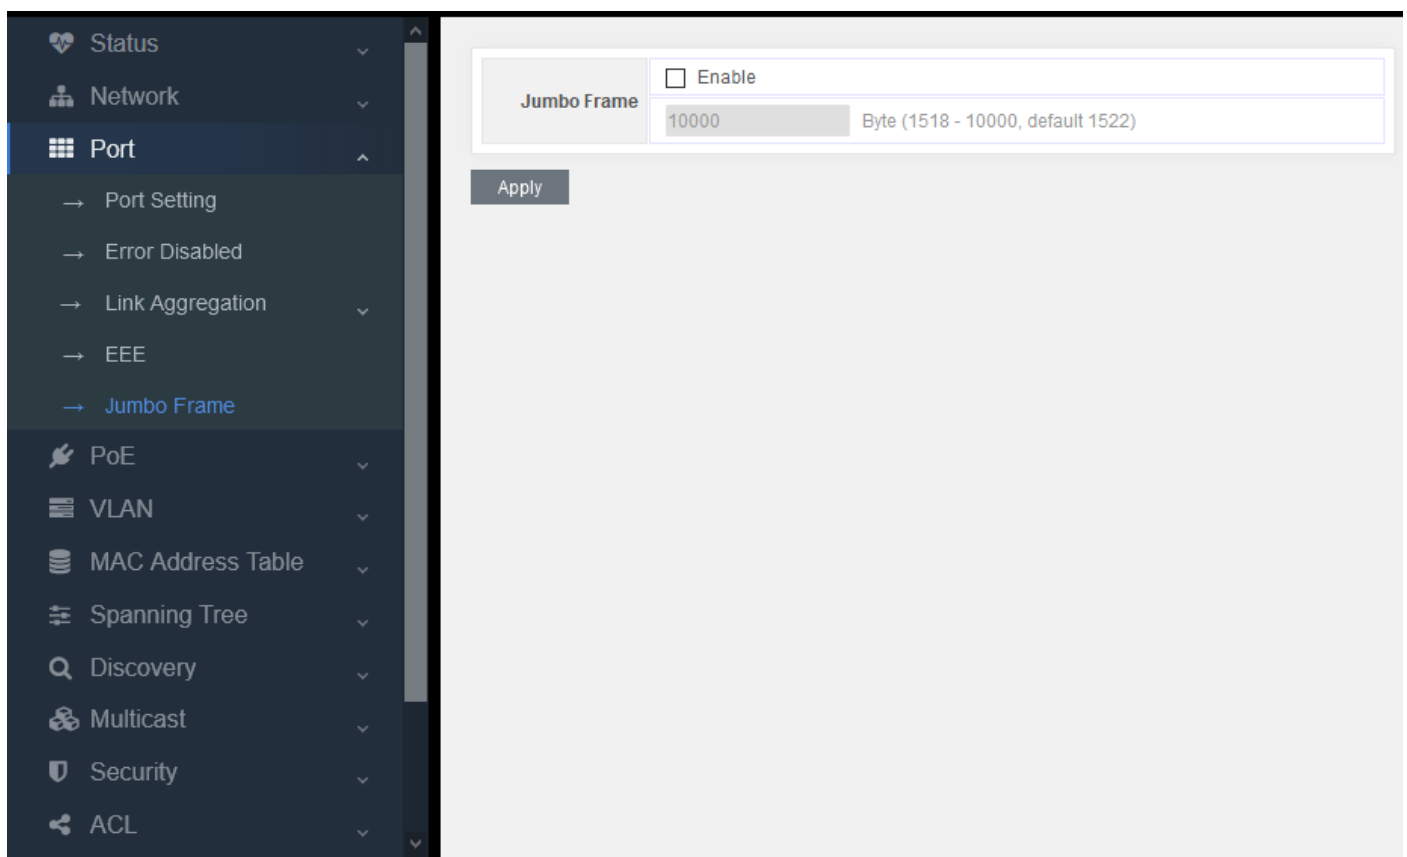 Status
Network
Port
→ Port Setting
→ Error Disabled
→ Link Aggregation
→ EEE
→ Jumbo Frame
PoE
VLAN
MAC Address Table
Spanning Tree
Discovery
Multicast
Security
ACL
Jumbo Frame
Enable
10000 Byte (1518 - 10000, default 1522)
Apply